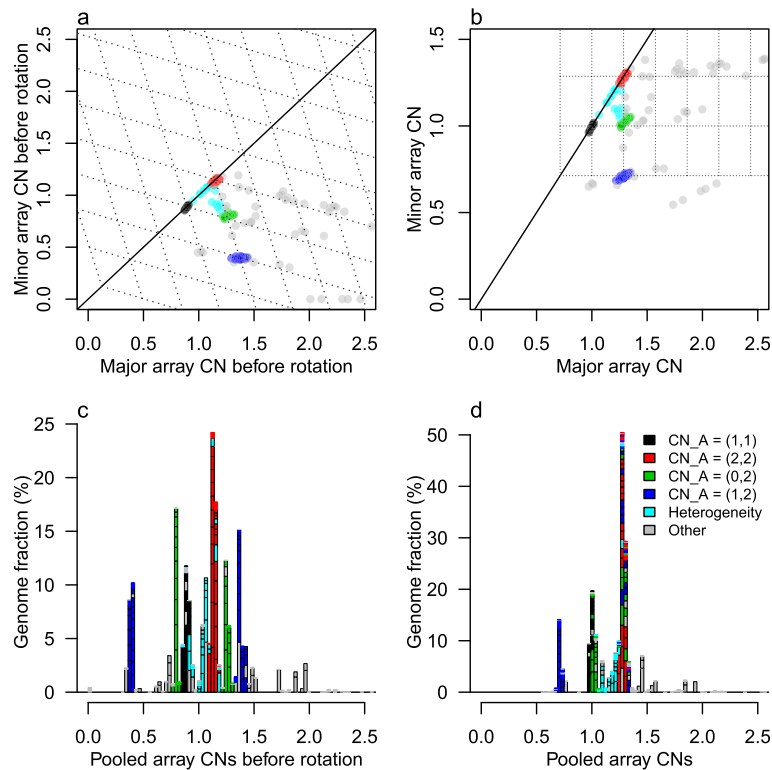 a
Minor array CN before rotation
0.0 0.5 1.0 1.5 2.0 2.5
0.0 0.5 1.0 1.5 2.0 2.5
Major array CN before rotation
b
Minor array CN
0.0 0.5 1.0 1.5
0.0 0.5 1.0 1.5 2.0 2.5
Major array CN
c
Genome fraction (%)
0 5 10 15 20 25
0.0 0.5 1.0 1.5 2.0 2.5
Pooled array CNs before rotation
d
Genome fraction (%)
0 10 20 30 40 50
CN_A = (1,1)
CN_A = (2,2)
CN_A = (0,2)
CN_A = (1,2)
Heterogeneity
Other
0.0 0.5 1.0 1.5 2.0 2.5
Pooled array CNs